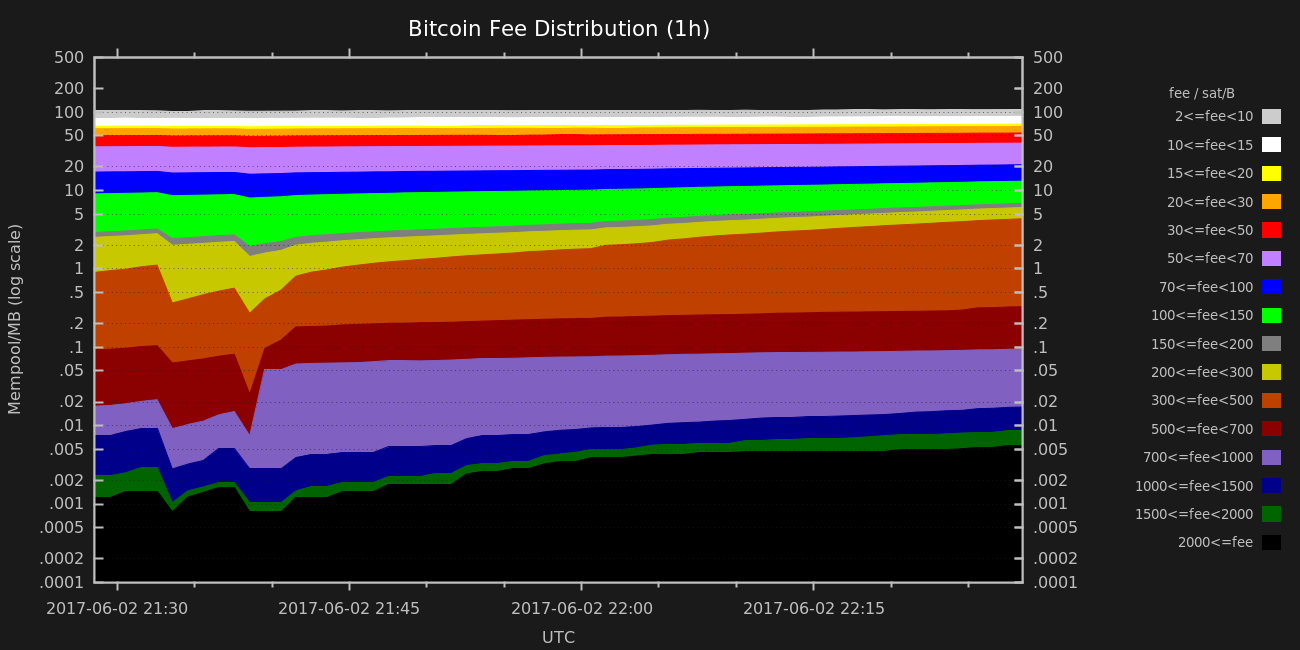 Bitcoin Fee Distribution (1h)
Mempool/MB (log scale)
500
200
100
50
20
10
5
2
1
.5
.2
.1
.05
.02
.01
.005
.002
.001
.0005
.0002
.0001
500
200
100
50
20
10
5
2
1
.5
.2
.1
.05
.02
.01
.005
.002
.001
.0005
.0002
.0001
fee / sat/B
2<=fee<10
10<=fee<15
15<=fee<20
20<=fee<30
30<=fee<50
50<=fee<70
70<=fee<100
100<=fee<150
150<=fee<200
200<=fee<300
300<=fee<500
500<=fee<700
700<=fee<1000
1000<=fee<1500
1500<=fee<2000
2000<=fee
2017-06-02 21:30 2017-06-02 21:45 2017-06-02 22:00 2017-06-02 22:15
UTC